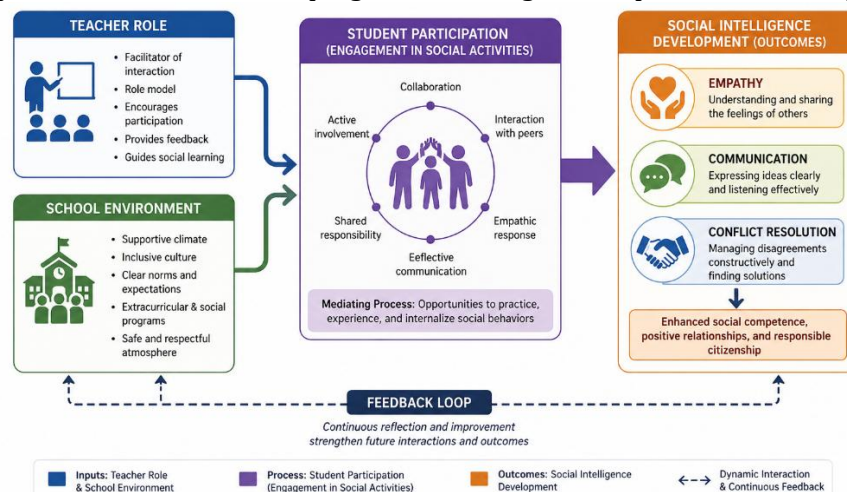 TEACHER ROLE
• Facilitator of
interaction
• Role model
• Encourages
participation
• Provides feedback
• Guides social learning
SCHOOL ENVIRONMENT
• Supportive climate
• Inclusive culture
• Clear norms and
expectations
• Extracurricular & social
programs
• Safe and respectful
atmosphere
STUDENT PARTICIPATION
(ENGAGEMENT IN SOCIAL ACTIVITIES)
Collaboration
Active
involvement
Interaction
with peers
Shared
responsibility
Empathic
response
Eeflective
communication
Mediating Process: Opportunities to practice,
experience, and internalize social behaviors
SOCIAL INTELLIGENCE
DEVELOPMENT (OUTCOMES)
EMPATHY
Understanding and sharing
the feelings of others
COMMUNICATION
Expressing ideas clearly
and listening effectively
CONFLICT RESOLUTION
Managing disagreements
constructively and
finding solutions
Enhanced social competence,
positive relationships, and responsible
citizenship
FEEDBACK LOOP
Continuous reflection and improvement
strengthen future interactions and outcomes
Inputs: Teacher Role
& School Environment
Process: Student Participation
(Engagement in Social Activities)
Outcomes: Social Intelligence
Development
Dynamic Interaction
& Continuous Feedback